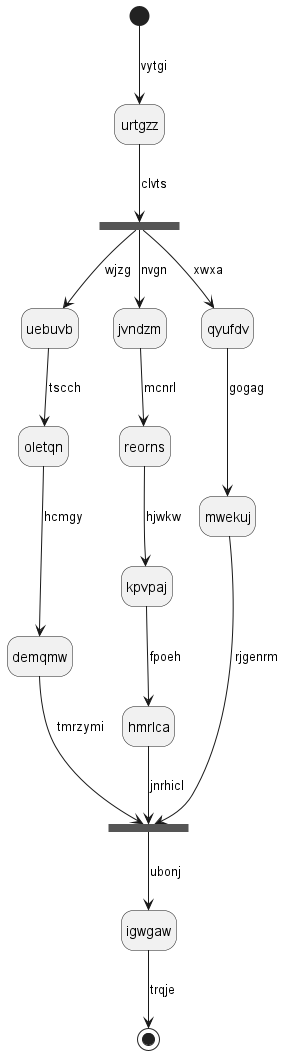 vytgi
urtgzz
clvts
wjzg
nvgn
xwxa
uebuvb
jvndzm
qyufdv
tscch
mcnrl
gogag
oletqn
reorns
mwekuj
hcmgy
hjwkw
kpvpaj
demqmw
fpoeh
rjgenrm
hmrlca
tmrzymi
jnrhicl
ubonj
igwgaw
trqje